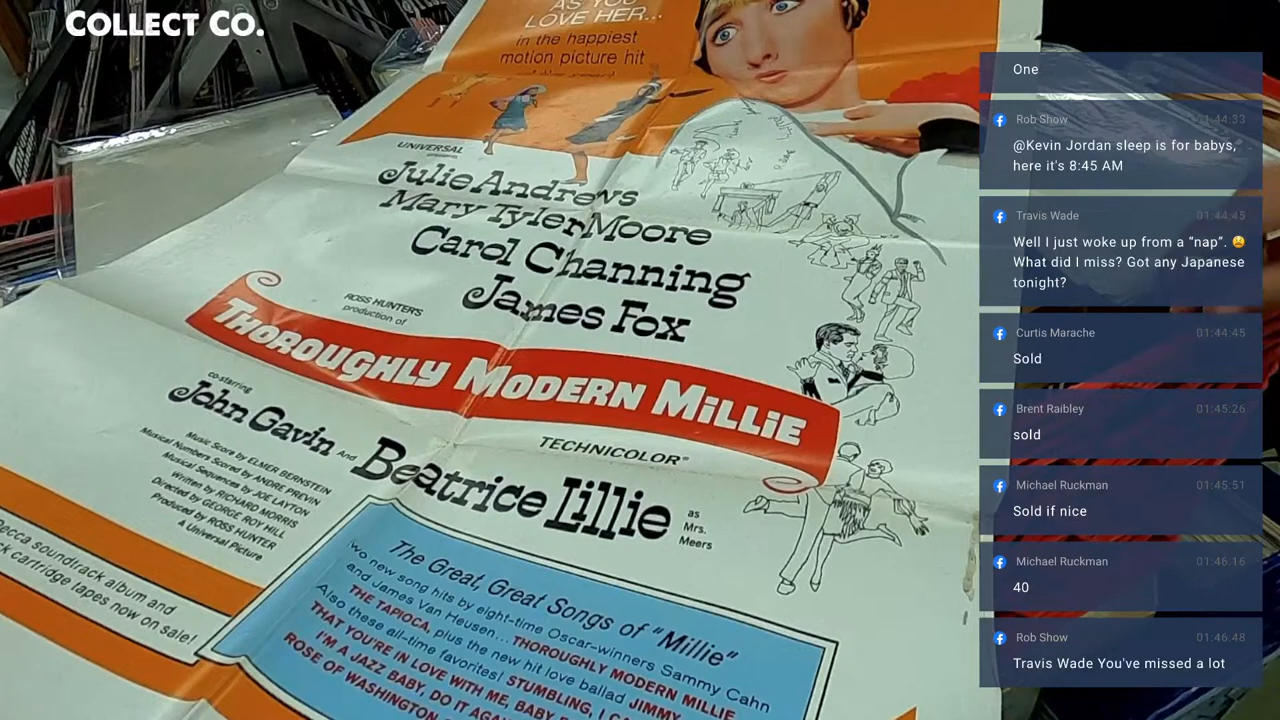 COLLECT CO.
AS YOU
LOVE HER...
in the happiest
motion picture hit
UNIVERSAL
Julie Andrews
Mary Tyler Moore
Carol Channing
James Fox
ROSS HUNTER'S
production of
THOROUGHLY MODERN MILLIE
TECHNICOLOR®
co-starring
John Gavin And Beatrice Lillie
as
Mrs.
Meers
Music Score by ELMER BERNSTEIN
Musical Numbers Scored by ANDRE PREVIN
Musical Sequences by JOE LAYTON
Written by RICHARD MORRIS
Directed by GEORGE ROY HILL
Produced by ROSS HUNTER
A Universal Picture
Decca soundtrack album and
cartridge tapes now on sale!
The Great, Great Songs of "Millie"
two new song hits by eight-time Oscar-winners Sammy Cahn
and James Van Heusen... THOROUGHLY MODERN MILLIE
THE TAPIOCA, plus the new hit love ballad JIMMY
Also these all-time favorites! STUMBLING, I
THAT YOU'RE IN LOVE WITH ME, BABY
I'M A JAZZ BABY, DO IT AGAIN
ROSE OF WASHINGTON
One
Rob Show 01:44:33
@Kevin Jordan sleep is for babys,
here it's 8:45 AM
Travis Wade 01:44:45
Well I just woke up from a “nap”. 😩
What did I miss? Got any Japanese
tonight?
Curtis Marache 01:44:45
Sold
Brent Raibley 01:45:26
sold
Michael Ruckman 01:45:51
Sold if nice
Michael Ruckman 01:46:16
40
Rob Show 01:46:48
Travis Wade You've missed a lot